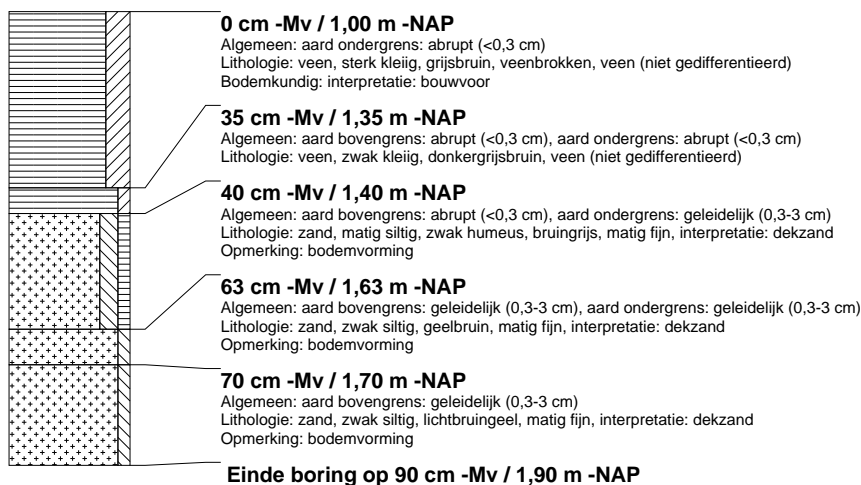 0 cm -Mv / 1,00 m -NAP
Algemeen: aard ondergrens: abrupt (<0,3 cm)
Lithologie: veen, sterk kleiig, grijsbruin, veenbrokken, veen (niet gedifferentieerd)
Bodemkundig: interpretatie: bouwvoor
35 cm -Mv / 1,35 m -NAP
Algemeen: aard bovengrens: abrupt (<0,3 cm), aard ondergrens: abrupt (<0,3 cm)
Lithologie: veen, zwak kleiig, donkergrijsbruin, veen (niet gedifferentieerd)
40 cm -Mv / 1,40 m -NAP
Algemeen: aard bovengrens: abrupt (<0,3 cm), aard ondergrens: geleidelijk (0,3-3 cm)
Lithologie: zand, matig siltig, zwak humeus, bruingrijs, matig fijn, interpretatie: dekzand
Opmerking: bodemvorming
63 cm -Mv / 1,63 m -NAP
Algemeen: aard bovengrens: geleidelijk (0,3-3 cm), aard ondergrens: geleidelijk (0,3-3 cm)
Lithologie: zand, zwak siltig, geelbruin, matig fijn, interpretatie: dekzand
Opmerking: bodemvorming
70 cm -Mv / 1,70 m -NAP
Algemeen: aard bovengrens: geleidelijk (0,3-3 cm)
Lithologie: zand, zwak siltig, lichtbruingeel, matig fijn, interpretatie: dekzand
Opmerking: bodemvorming
Einde boring op 90 cm -Mv / 1,90 m -NAP